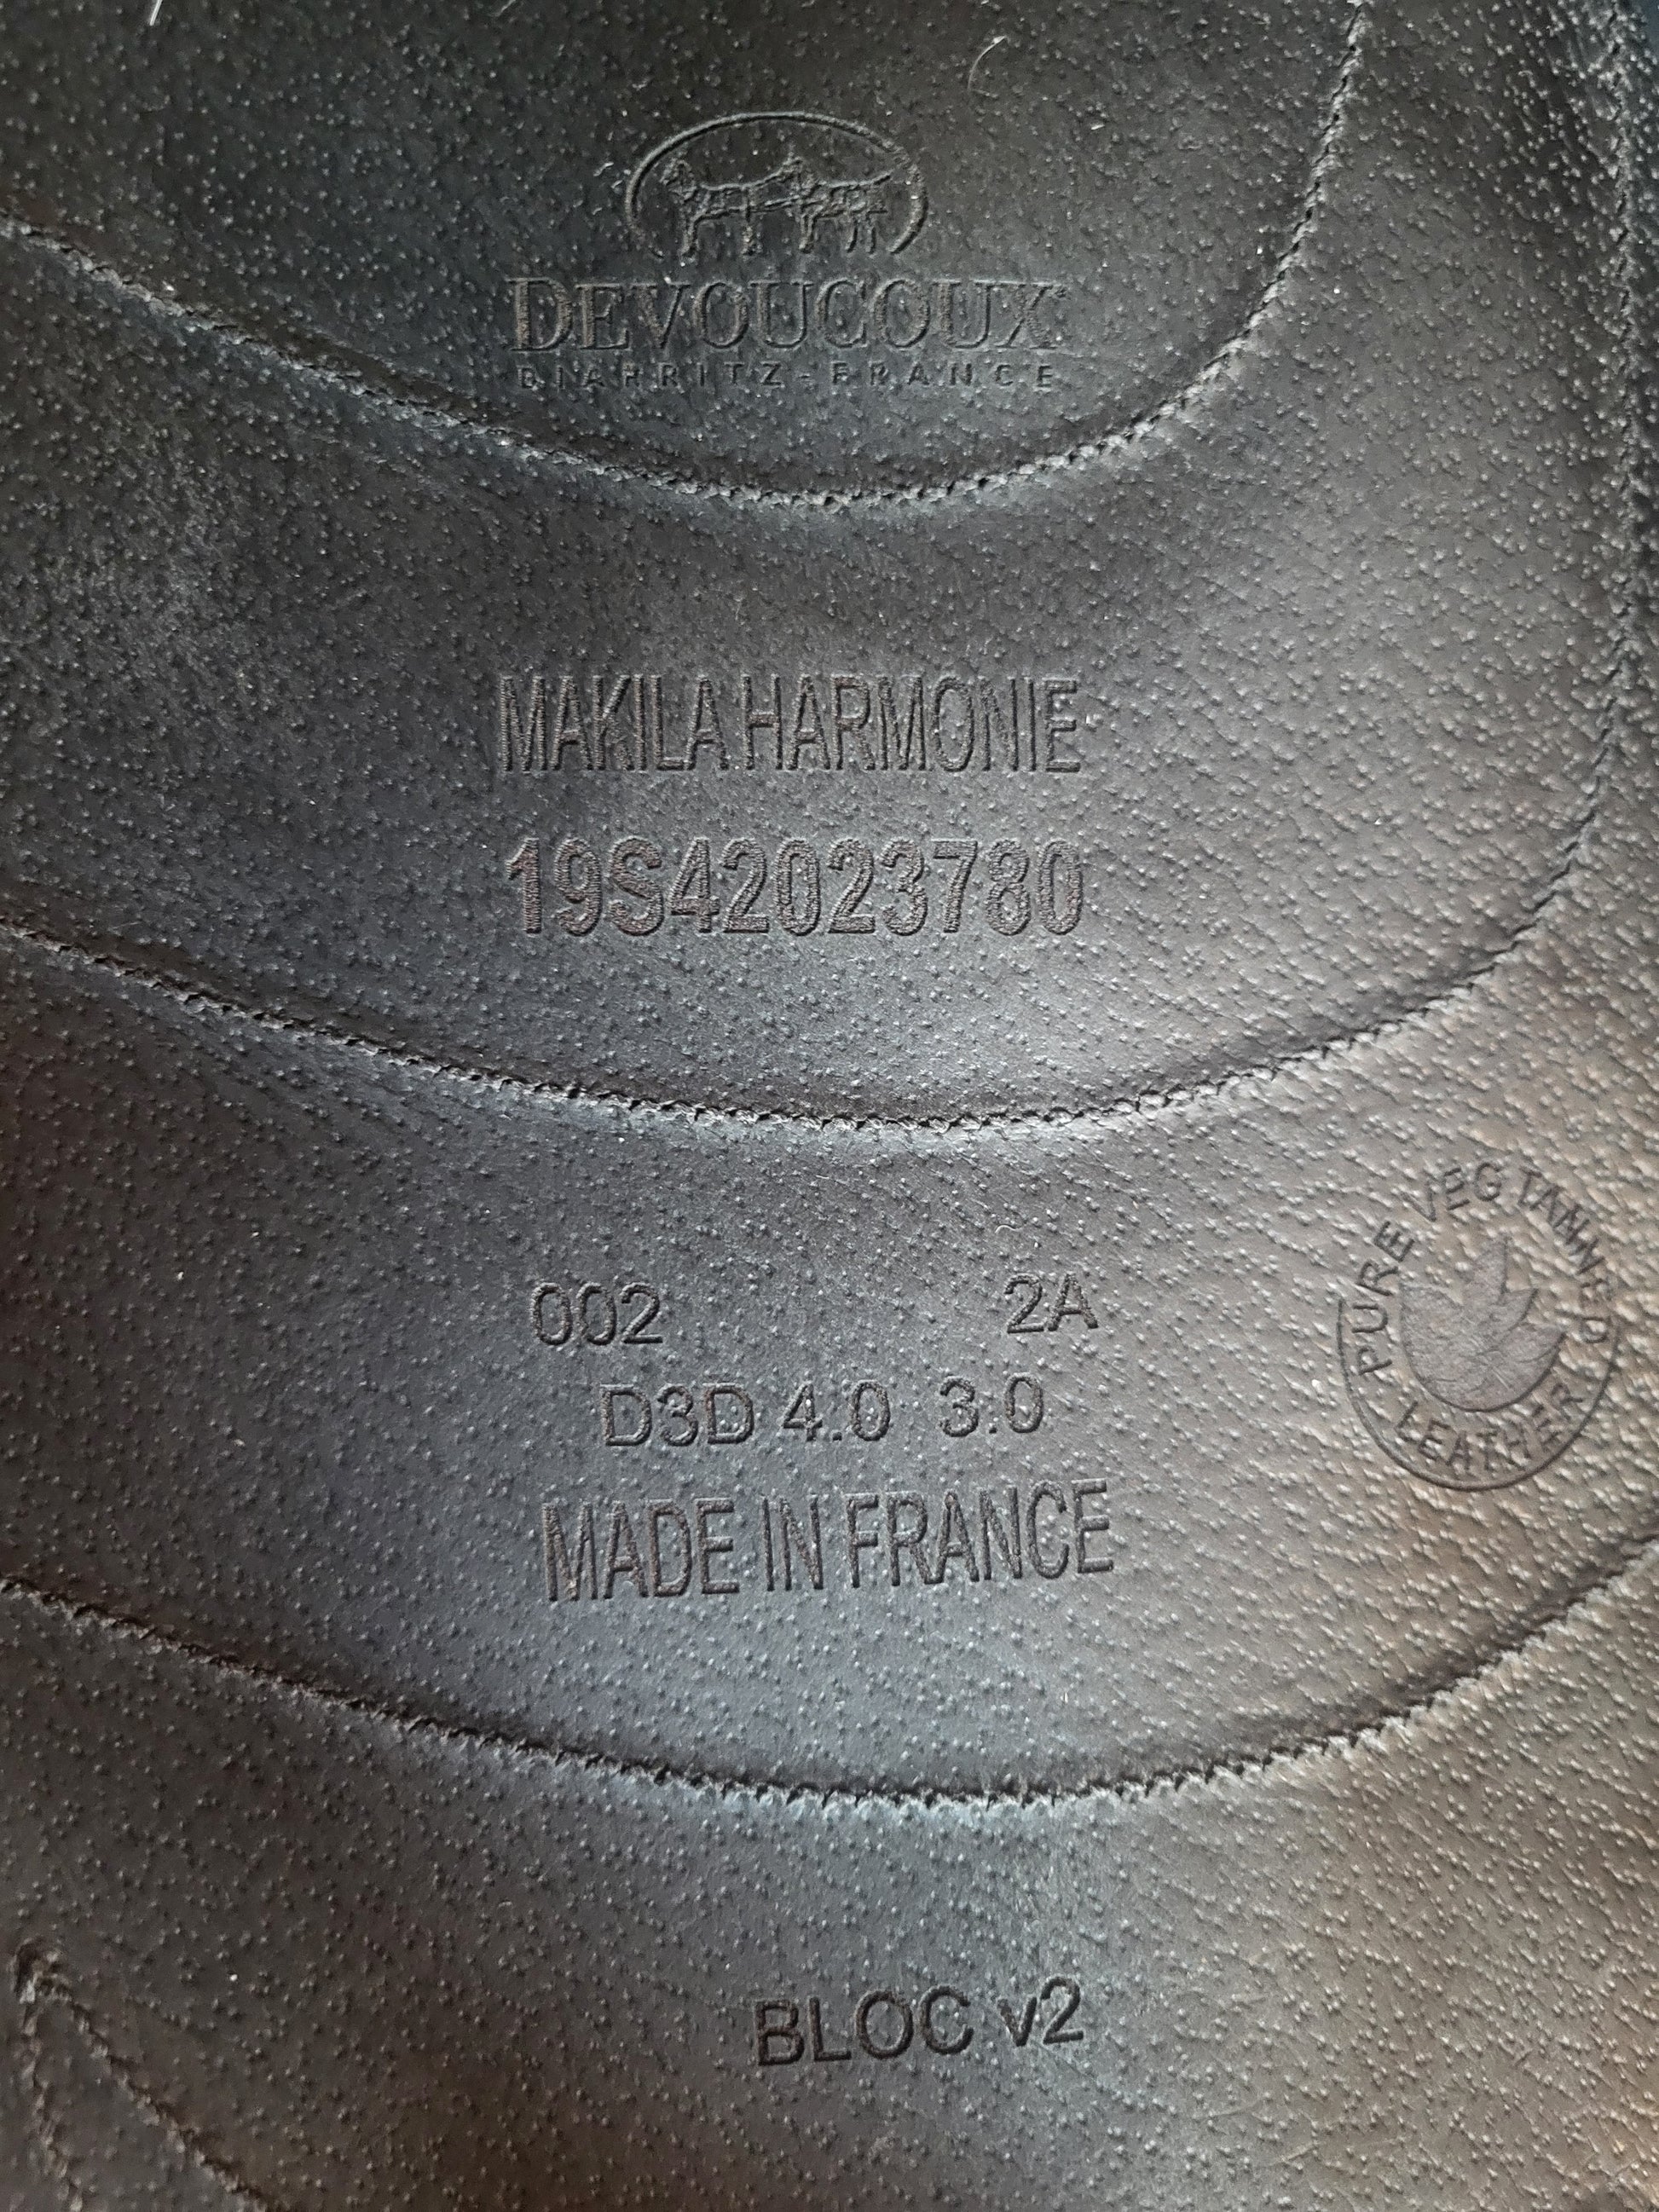 DEVOUCOUX
BIARRITZ-FRANCE
MAKILA HARMONIE
19S42023780
002 2A
D3D 4.0 3.0
MADE IN FRANCE
PURE VEG TANNED
LEATHER
BLOC v2